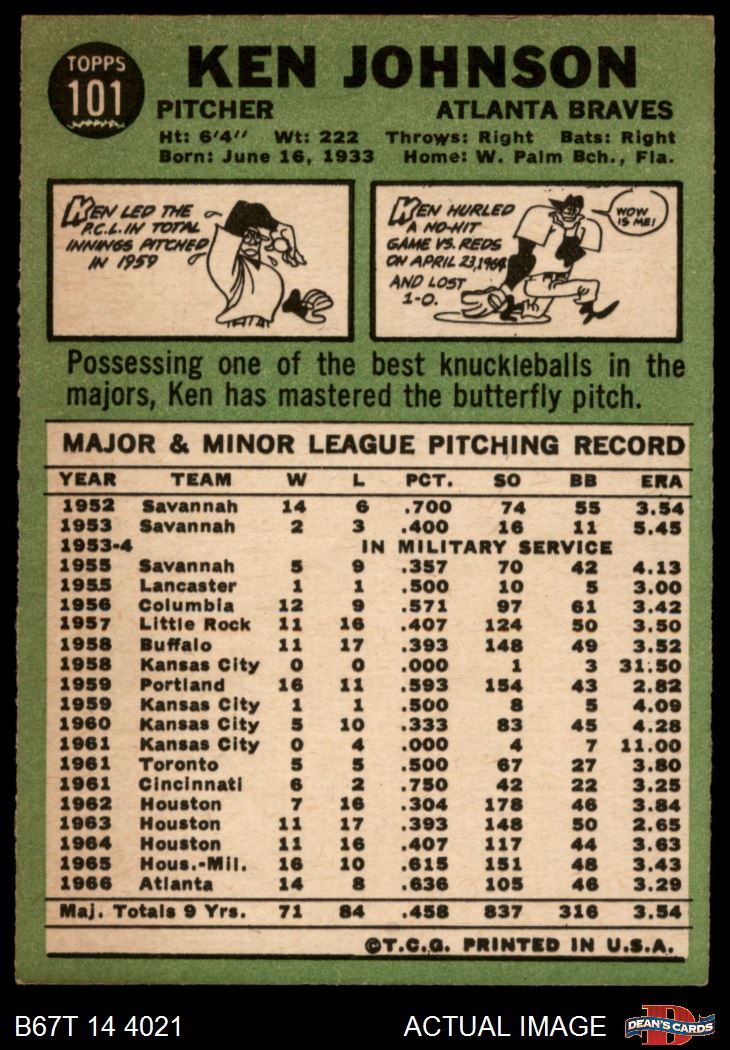 TOPPS
101
KEN JOHNSON
PITCHER ATLANTA BRAVES
Ht: 6'4" Wt: 222 Throws: Right Bats: Right
Born: June 16, 1933 Home: W. Palm Bch., Fla.
KEN LED THE
P.C.L. IN TOTAL
INNINGS PITCHED
IN 1959
KEN HURLED
A NO-HIT
GAME VS. REDS
ON APRIL 23, 1964
AND LOST
1-0.
WOW
IS ME!
Possessing one of the best knuckleballs in the
majors, Ken has mastered the butterfly pitch.
MAJOR & MINOR LEAGUE PITCHING RECORD
YEAR TEAM W L PCT. SO BB ERA
1952 Savannah 14 6 .700 74 55 3.54
1953 Savannah 2 3 .400 16 11 5.45
1953-4 IN MILITARY SERVICE
1955 Savannah 5 9 .357 70 42 4.13
1955 Lancaster 1 1 .500 10 5 3.00
1956 Columbia 12 9 .571 97 61 3.42
1957 Little Rock 11 16 .407 124 50 3.50
1958 Buffalo 11 17 .393 148 49 3.52
1958 Kansas City 0 0 .000 1 3 31.50
1959 Portland 16 11 .593 154 43 2.82
1959 Kansas City 1 1 .500 8 5 4.09
1960 Kansas City 5 10 .333 83 45 4.28
1961 Kansas City 0 4 .000 4 7 11.00
1961 Toronto 5 5 .500 67 27 3.80
1961 Cincinnati 6 2 .750 42 22 3.25
1962 Houston 7 16 .304 178 46 3.84
1963 Houston 11 17 .393 148 50 2.65
1964 Houston 11 16 .407 117 44 3.63
1965 Hous.-Mil. 16 10 .615 151 48 3.43
1966 Atlanta 14 8 .636 105 46 3.29
Maj. Totals 9 Yrs. 71 84 .458 837 316 3.54
©T.C.G. PRINTED IN U.S.A.
B67T 14 4021 ACTUAL IMAGE
D
DEAN'S CARDS